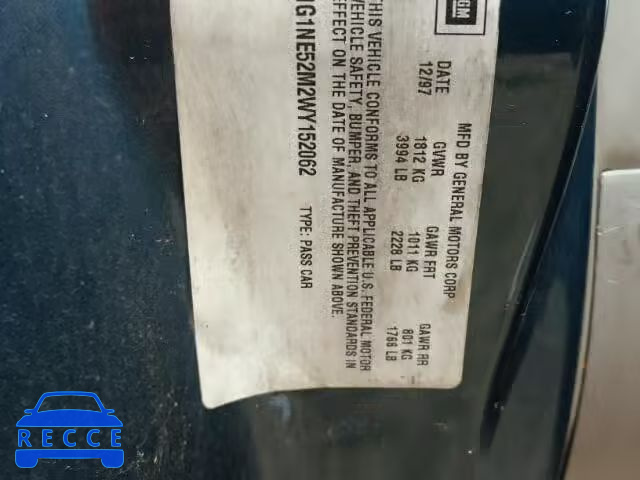 GM
MFD BY GENERAL MOTORS CORP
DATE GVWR GAWR FRT GAWR RR
12/97 1812 KG 1011 KG 801 KG
3994 LB 2228 LB 1766 LB
THIS VEHICLE CONFORMS TO ALL APPLICABLE U.S. FEDERAL MOTOR
VEHICLE SAFETY, BUMPER, AND THEFT PREVENTION STANDARDS IN
EFFECT ON THE DATE OF MANUFACTURE SHOWN ABOVE.
1G1NE52M2WY152062 TYPE: PASS CAR
RECCE